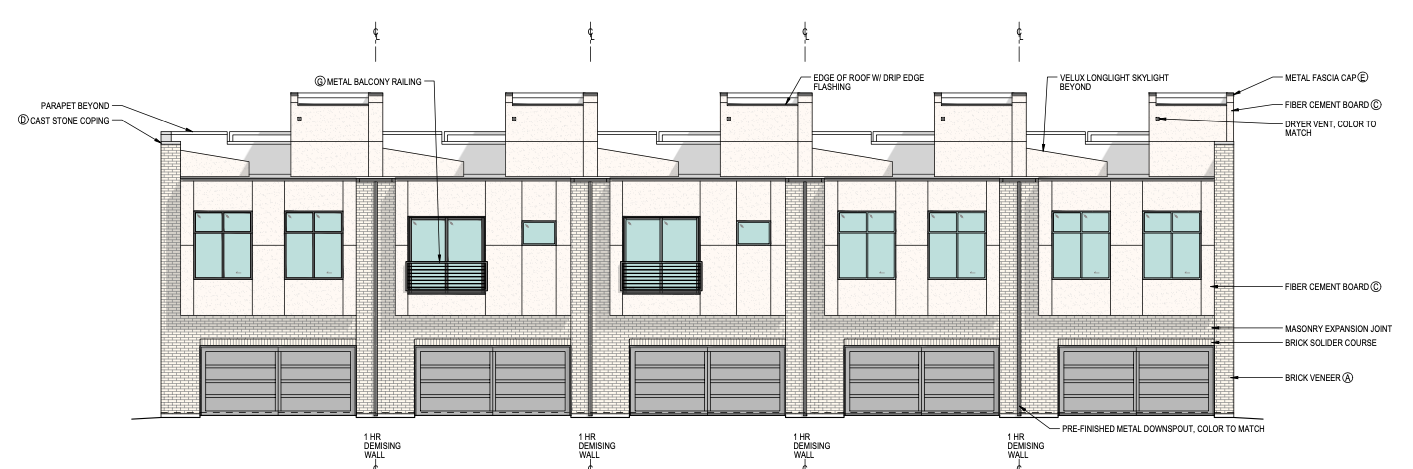 ℄ ℄ ℄ ℄
Ⓖ METAL BALCONY RAILING
EDGE OF ROOF W/ DRIP EDGE
FLASHING
VELUX LONGLIGHT SKYLIGHT
BEYOND
METAL FASCIA CAP Ⓔ
PARAPET BEYOND
FIBER CEMENT BOARD Ⓒ
Ⓓ CAST STONE COPING
DRYER VENT, COLOR TO
MATCH
FIBER CEMENT BOARD Ⓒ
MASONRY EXPANSION JOINT
BRICK SOLIDER COURSE
BRICK VENEER Ⓐ
PRE-FINISHED METAL DOWNSPOUT, COLOR TO MATCH
1 HR
DEMISING
WALL
1 HR
DEMISING
WALL
1 HR
DEMISING
WALL
1 HR
DEMISING
WALL